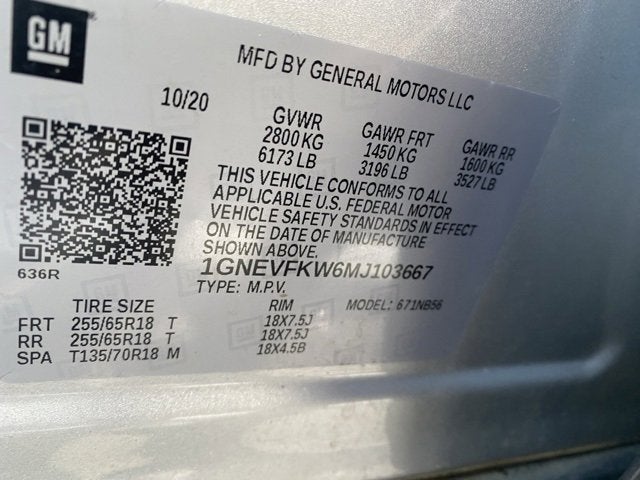 GM
MFD BY GENERAL MOTORS LLC
10/20
GVWR GAWR FRT GAWR RR
2800 KG 1450 KG 1600 KG
6173 LB 3196 LB 3527 LB
THIS VEHICLE CONFORMS TO ALL
APPLICABLE U.S. FEDERAL MOTOR
VEHICLE SAFETY STANDARDS IN EFFECT
ON THE DATE OF MANUFACTURE
SHOWN ABOVE.
636R
1GNEVFKW6MJ103667
TYPE: M.P.V. MODEL: 671NB56
TIRE SIZE RIM
FRT 255/65R18 T 18X7.5J
RR 255/65R18 T 18X7.5J
SPA T135/70R18 M 18X4.5B